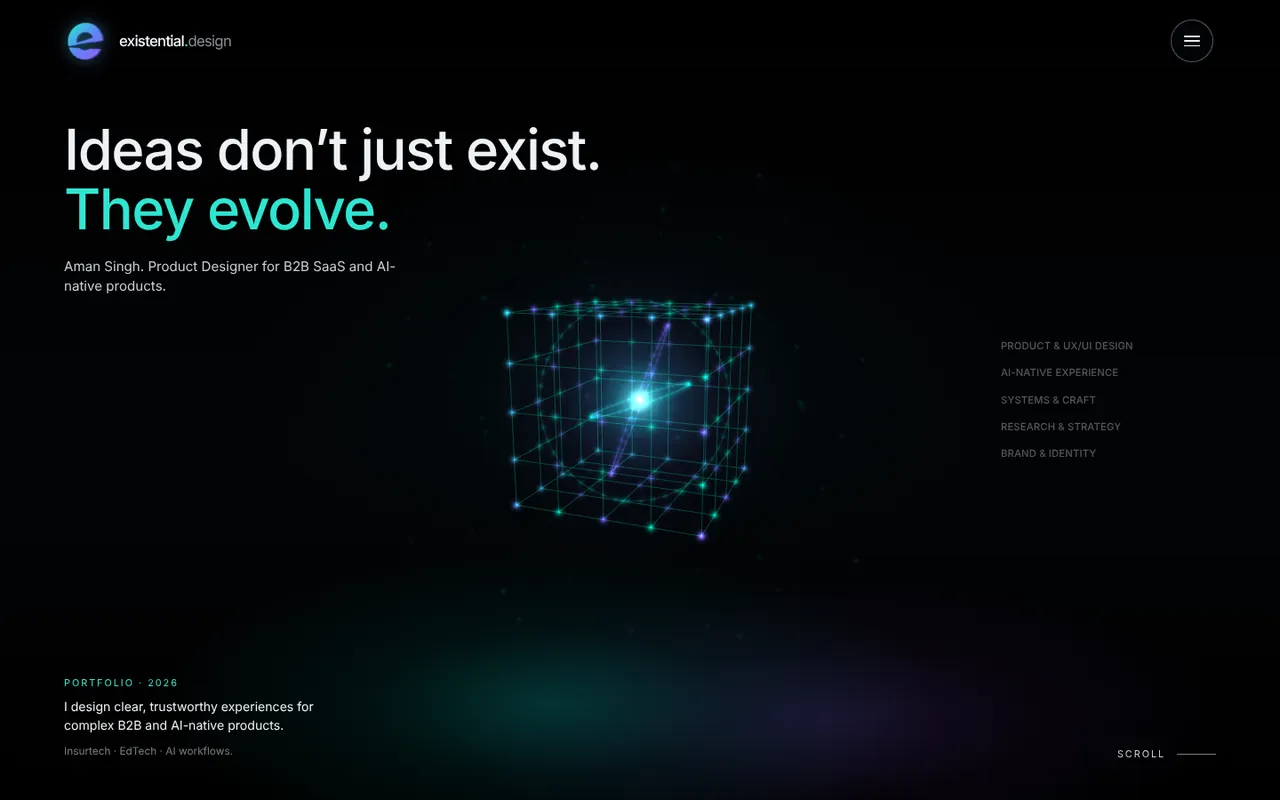 existential.design
Ideas don’t just exist.
They evolve.
Aman Singh. Product Designer for B2B SaaS and AI-
native products.
PRODUCT & UX/UI DESIGN
AI-NATIVE EXPERIENCE
SYSTEMS & CRAFT
RESEARCH & STRATEGY
BRAND & IDENTITY
PORTFOLIO · 2026
I design clear, trustworthy experiences for
complex B2B and AI-native products.
Insurtech · EdTech · AI workflows.
SCROLL